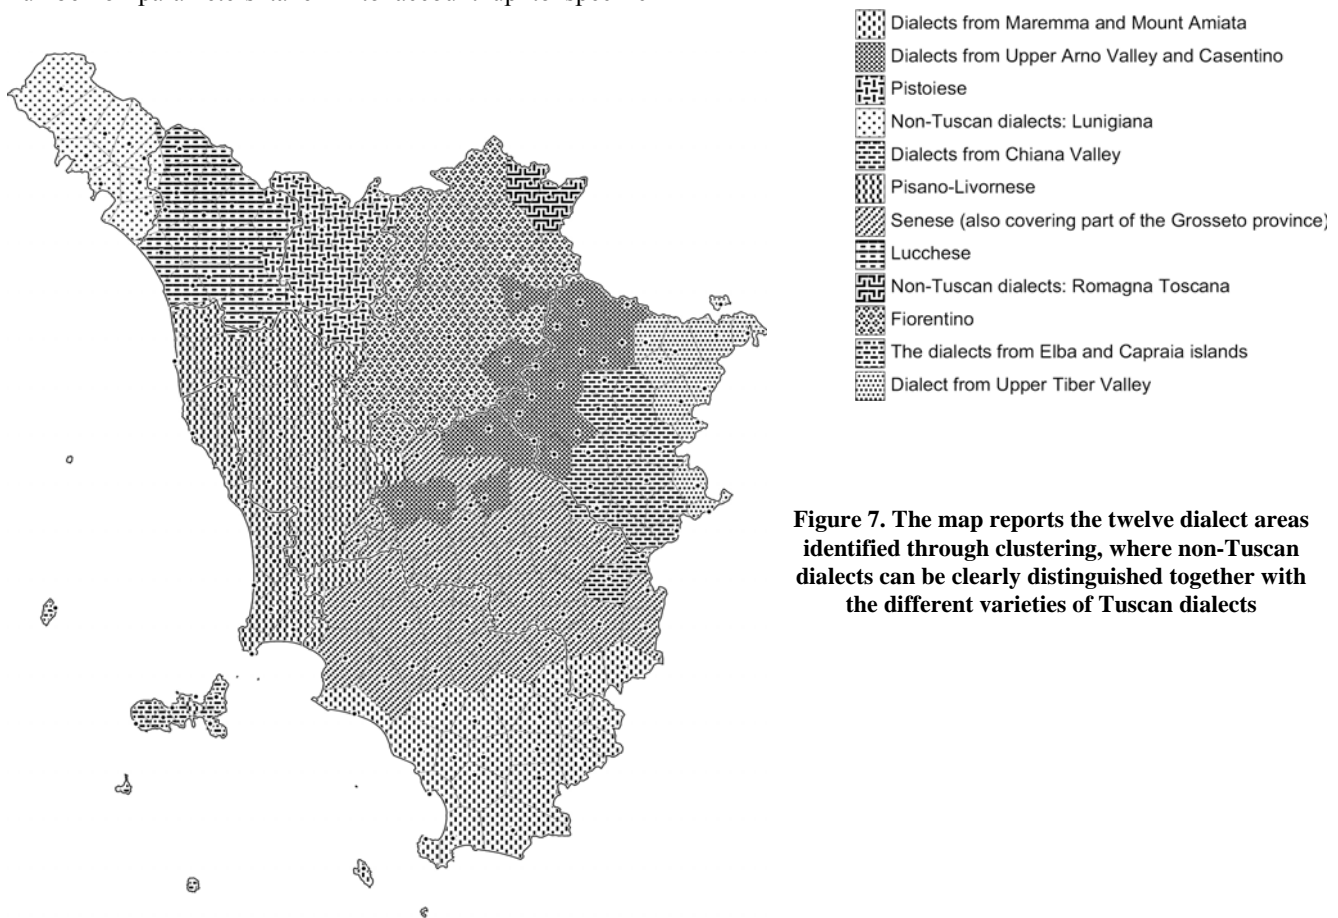 Dialects from Maremma and Mount Amiata
Dialects from Upper Arno Valley and Casentino
Pistoiese
Non-Tuscan dialects: Lunigiana
Dialects from Chiana Valley
Pisano-Livornese
Senese (also covering part of the Grosseto province)
Lucchese
Non-Tuscan dialects: Romagna Toscana
Fiorentino
The dialects from Elba and Capraia islands
Dialect from Upper Tiber Valley
Figure 7. The map reports the twelve dialect areas
identified through clustering, where non-Tuscan
dialects can be clearly distinguished together with
the different varieties of Tuscan dialects